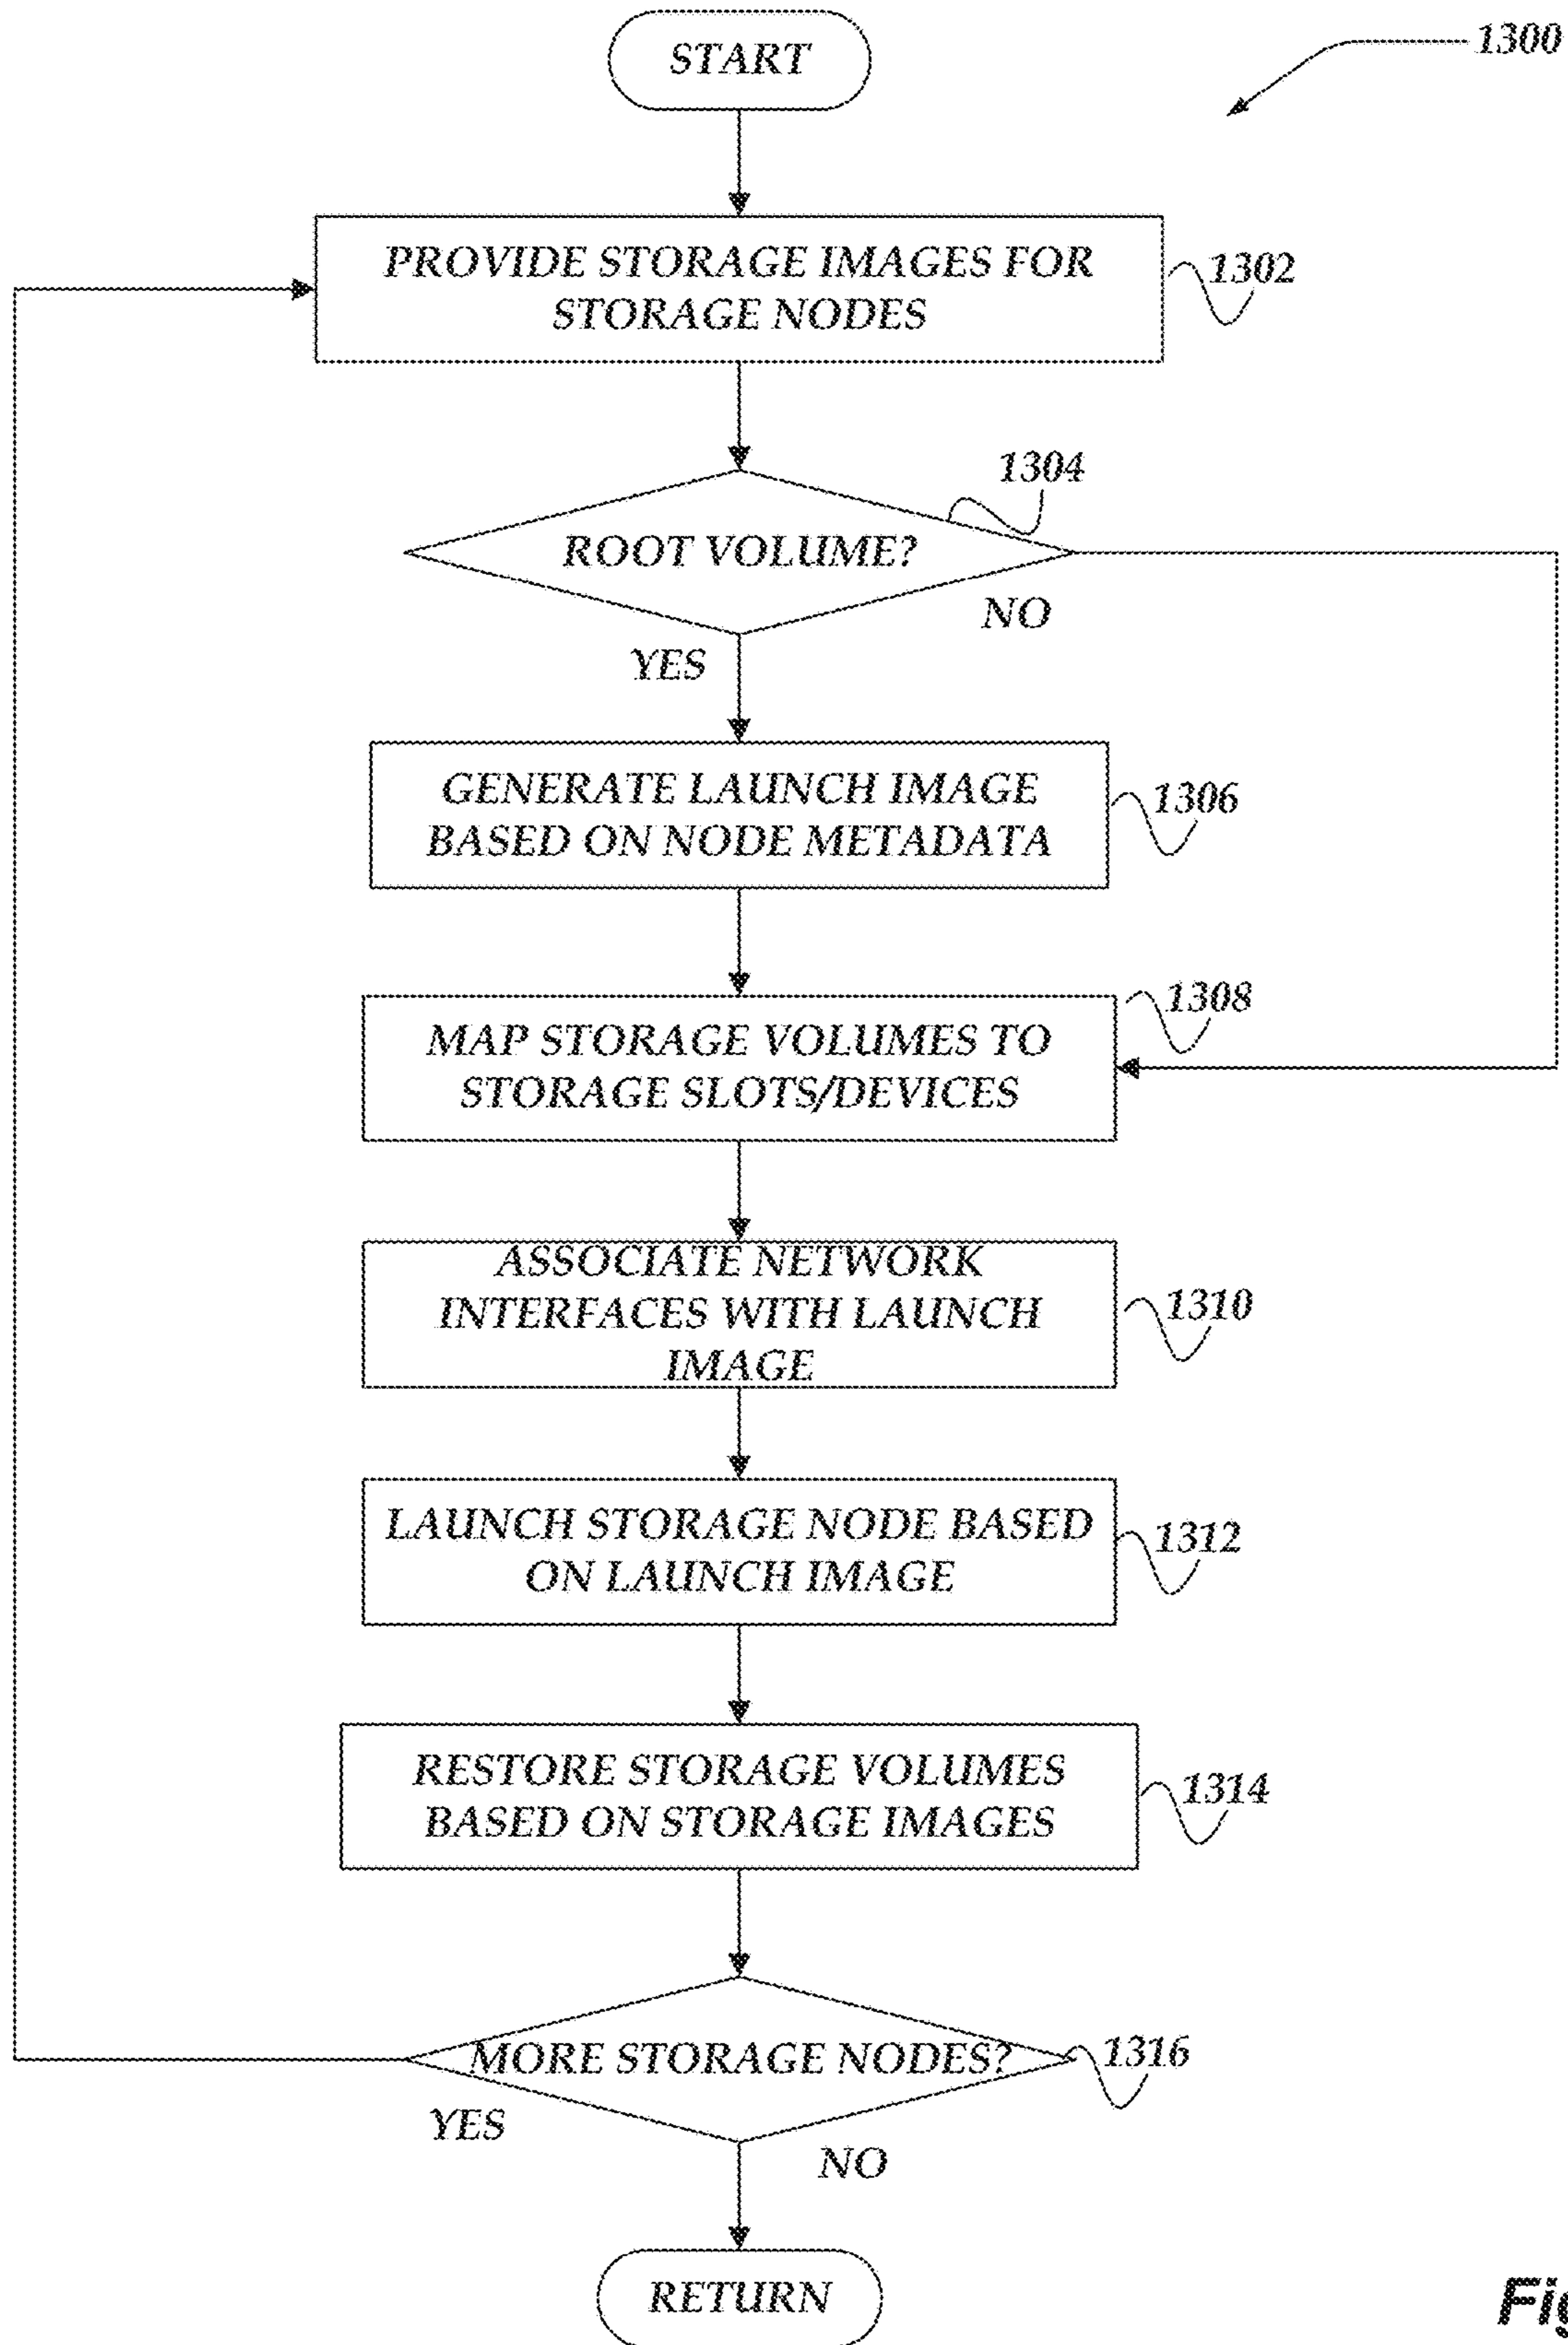 START
1300
PROVIDE STORAGE IMAGES FOR
STORAGE NODES
1302
1304
ROOT VOLUME?
NO
YES
GENERATE LAUNCH IMAGE
BASED ON NODE METADATA
1306
MAP STORAGE VOLUMES TO
STORAGE SLOTS/DEVICES
1308
ASSOCIATE NETWORK
INTERFACES WITH LAUNCH
IMAGE
1310
LAUNCH STORAGE NODE BASED
ON LAUNCH IMAGE
1312
RESTORE STORAGE VOLUMES
BASED ON STORAGE IMAGES
1314
MORE STORAGE NODES?
1316
YES
NO
RETURN